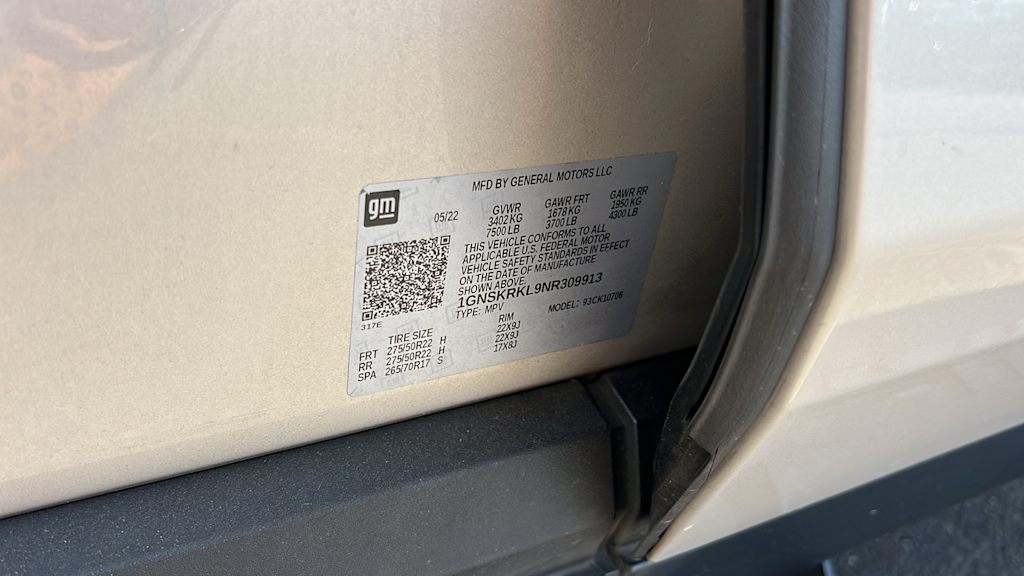 MFD BY GENERAL MOTORS LLC
gm
05/22
GVWR GAWR FRT GAWR RR
3402 KG 1678 KG 1950 KG
7500 LB 3700 LB 4300 LB
THIS VEHICLE CONFORMS TO ALL
APPLICABLE U.S. FEDERAL MOTOR
VEHICLE SAFETY STANDARDS IN EFFECT
ON THE DATE OF MANUFACTURE
SHOWN ABOVE.
1GNSKRKL9NR309913
TYPE: MPV MODEL: 93CK10706
317E
TIRE SIZE RIM
FRT 275/50R22 H 22X9J
RR 275/50R22 H 22X9J
SPA 265/70R17 S 17X8J